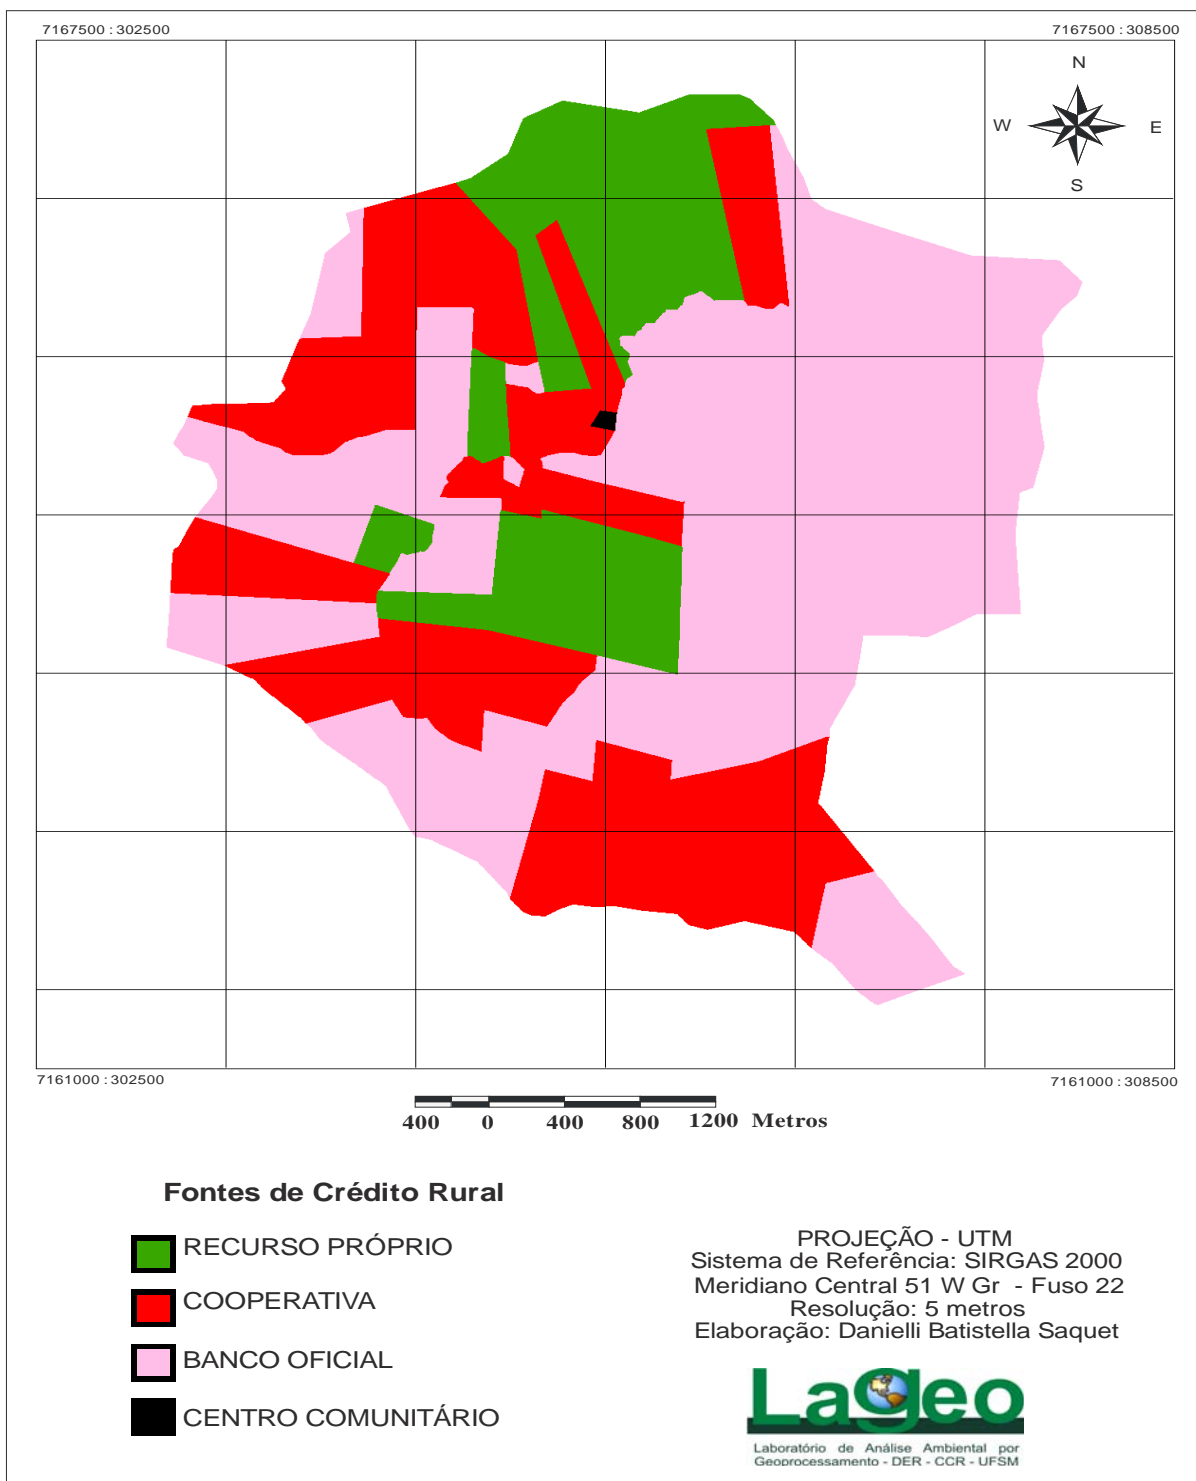 7167500 : 302500
7167500 : 308500
N
W
E
S
7161000 : 302500
7161000 : 308500
400 0 400 800 1200 Metros
Fontes de Crédito Rural
RECURSO PRÓPRIO
COOPERATIVA
BANCO OFICIAL
CENTRO COMUNITÁRIO
PROJEÇÃO - UTM
Sistema de Referência: SIRGAS 2000
Meridiano Central 51 W Gr - Fuso 22
Resolução: 5 metros
Elaboração: Danielli Batistella Saquet
Lageo
Laboratório de Análise Ambiental por
Geoprocessamento - DER - CCR - UFSM